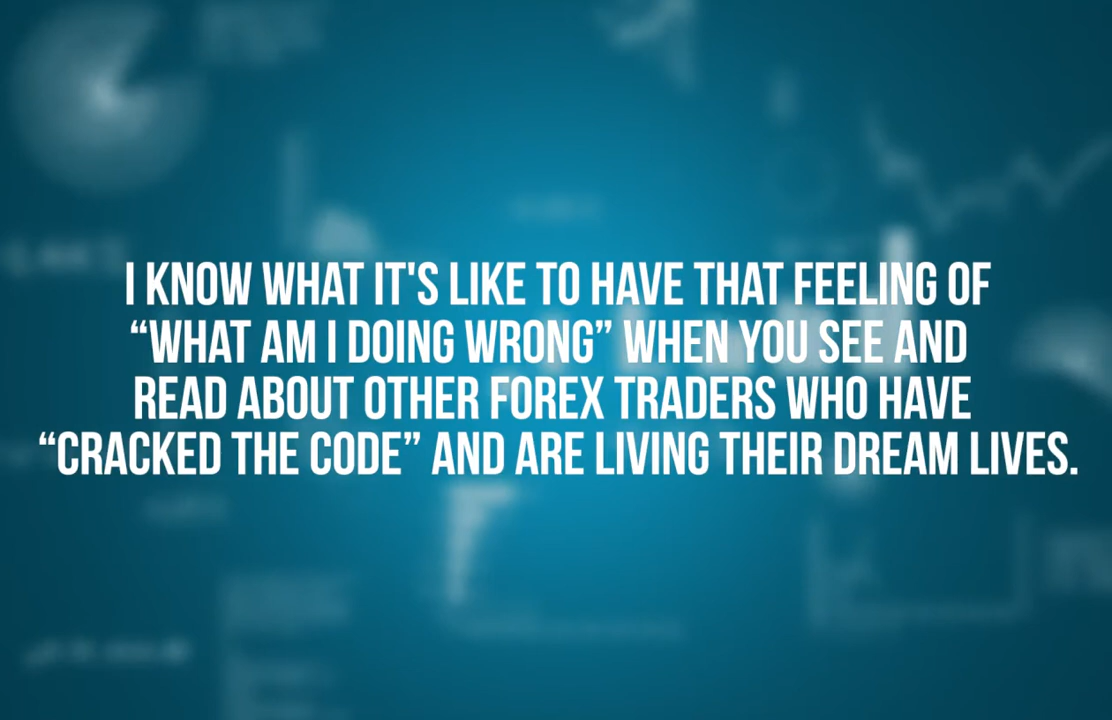 I KNOW WHAT IT'S LIKE TO HAVE THAT FEELING OF
“WHAT AM I DOING WRONG” WHEN YOU SEE AND
READ ABOUT OTHER FOREX TRADERS WHO HAVE
“CRACKED THE CODE” AND ARE LIVING THEIR DREAM LIVES.